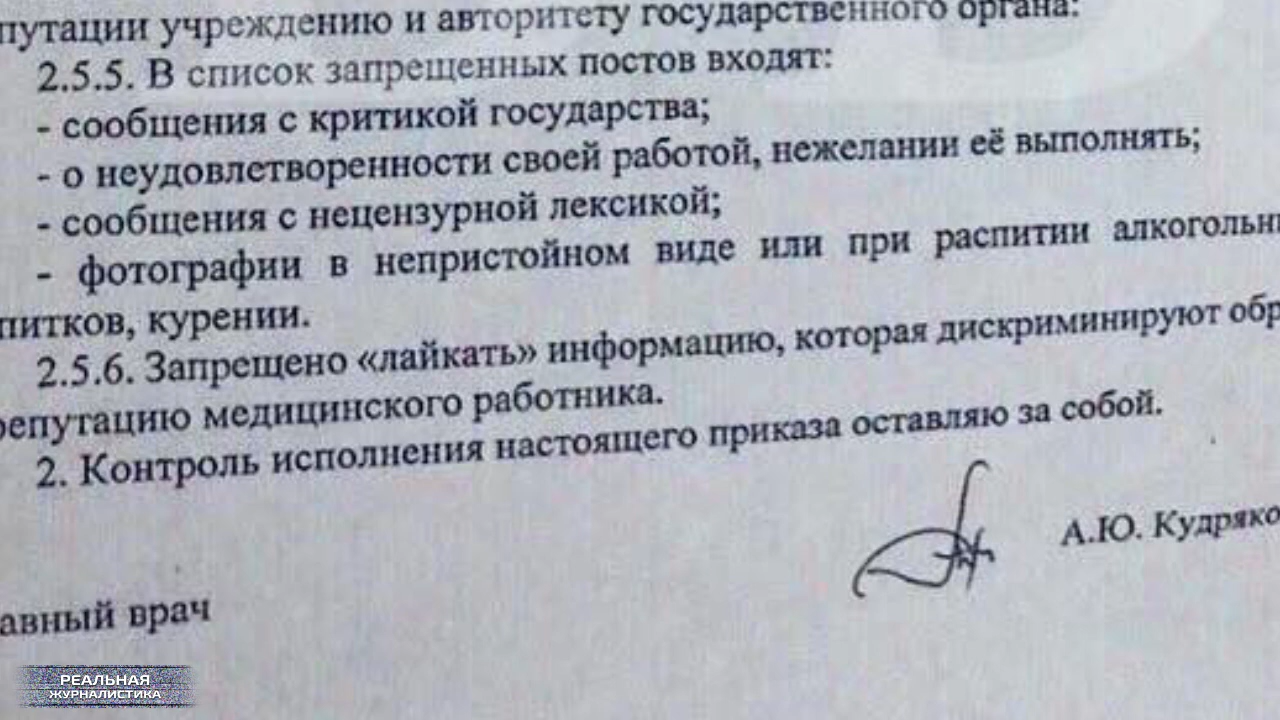 путации учреждению и авторитету государственного органа:
2.5.5. В список запрещенных постов входят:
- сообщения с критикой государства;
- о неудовлетворенности своей работой, нежелании её выполнять;
- сообщения с нецензурной лексикой;
- фотографии в непристойном виде или при распитии алкогольн
питков, курении.
2.5.6. Запрещено «лайкать» информацию, которая дискриминируют обр
репутацию медицинского работника.
2. Контроль исполнения настоящего приказа оставляю за собой.
А.Ю. Кудряко
авный врач
РЕАЛЬНАЯ
ЖУРНАЛИСТИКА